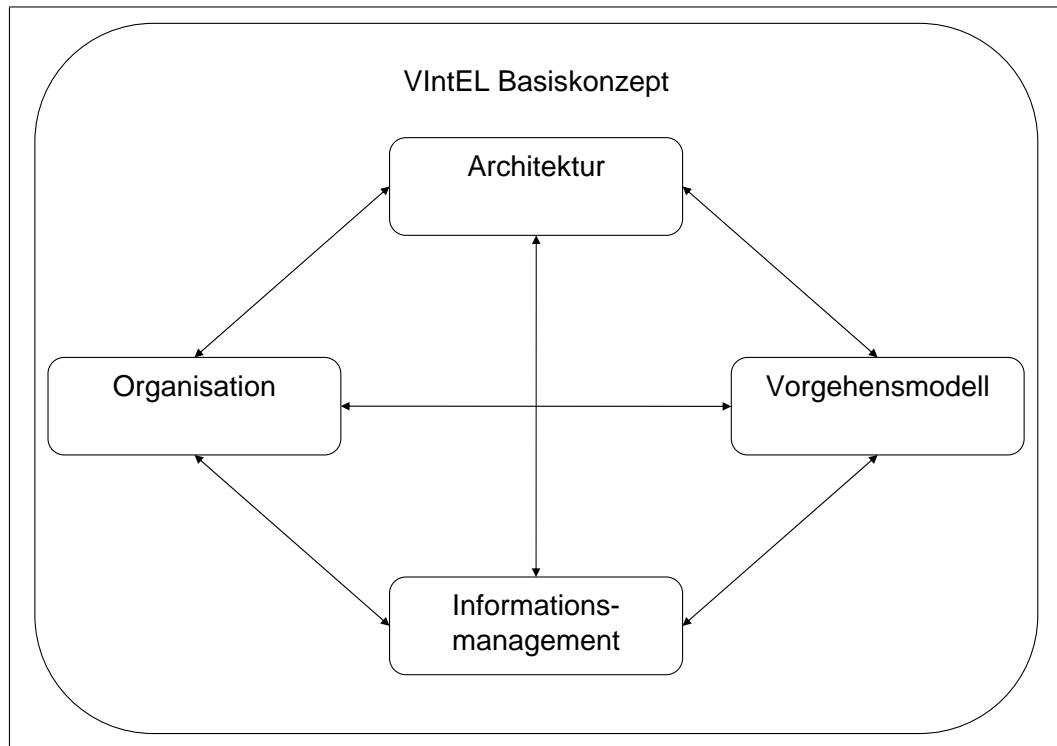 VIntEL Basiskonzept
Architektur
Organisation
Vorgehensmodell
Informations-
management